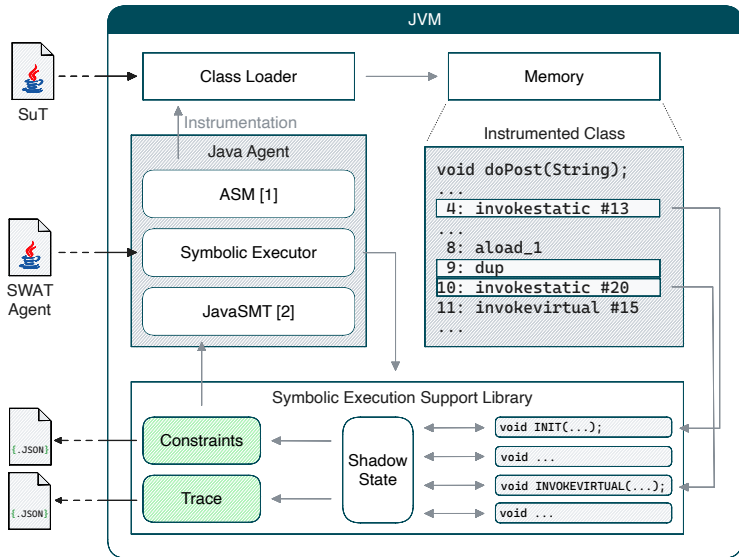 JVM
Class Loader
Memory
SuT
Instrumentation
Instrumented Class
Java Agent
void doPost(String);
...
4: invokestatic #13
...
8: aload_1
9: dup
10: invokestatic #20
11: invokevirtual #15
...
ASM [1]
Symbolic Executor
JavaSMT [2]
SWAT
Agent
Symbolic Execution Support Library
Constraints
Trace
Shadow
State
void INIT(...);
void ...
void INVOKEVIRTUAL(...);
void ...
{.JSON}
{.JSON}